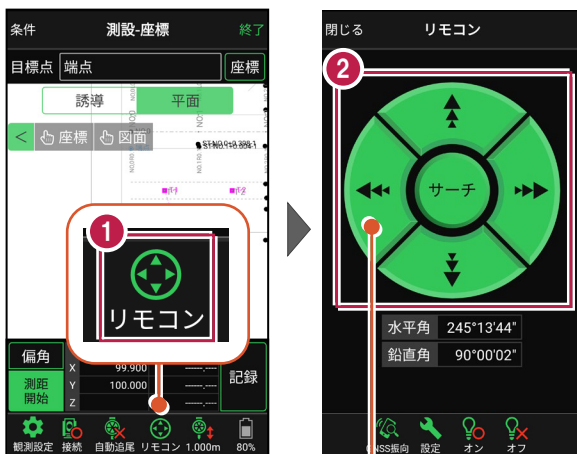 条件 測設-座標 終了
目標点 端点 座標
誘導 平面
< 座標 図面
1
リモコン
偏角
測距
開始
X 99.900 ------.----
Y 100.000 ------.----
Z ------.----
記録
観測設定 接続 自動追尾 リモコン 1.000m 80%
閉じる リモコン
2
サーチ
水平角 245°13'44"
鉛直角 90°00'02"
GNSS振向 設定 オン オフ